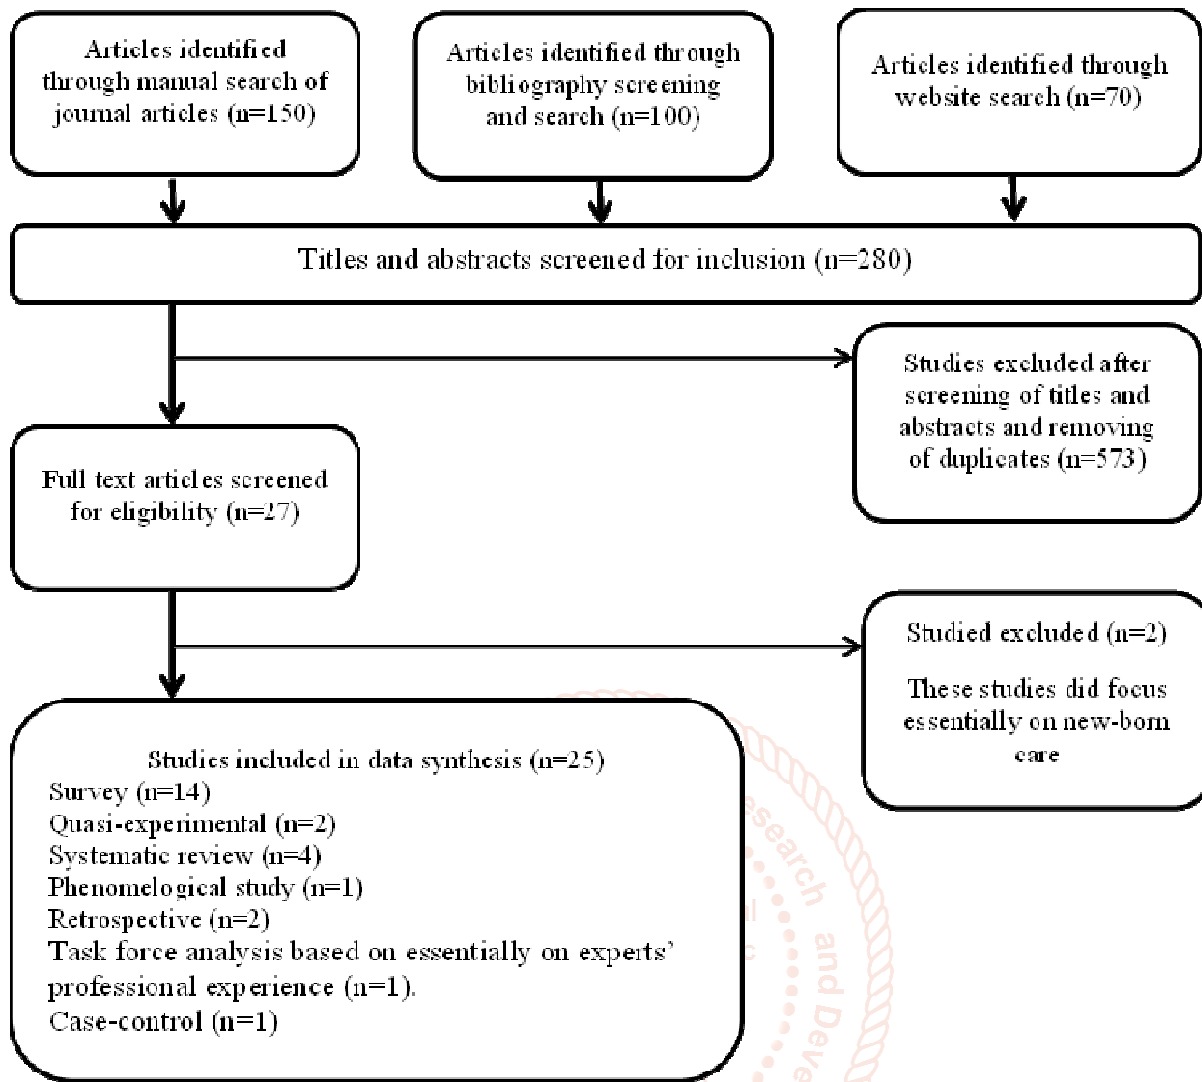 Articles identified
through manual search of
journal articles (n=150)
Articles identified through
bibliography screening
and search (n=100)
Articles identified through
website search (n=70)
Titles and abstracts screened for inclusion (n=280)
Studies excluded after
screening of titles and
abstracts and removing
of duplicates (n=573)
Full text articles screened
for eligibility (n=27)
Studied excluded (n=2)
These studies did focus
essentially on new-born
care
Studies included in data synthesis (n=25)
Survey (n=14)
Quasi-experimental (n=2)
Systematic review (n=4)
Phenomelogical study (n=1)
Retrospective (n=2)
Task force analysis based on essentially on experts’
professional experience (n=1).
Case-control (n=1)
and